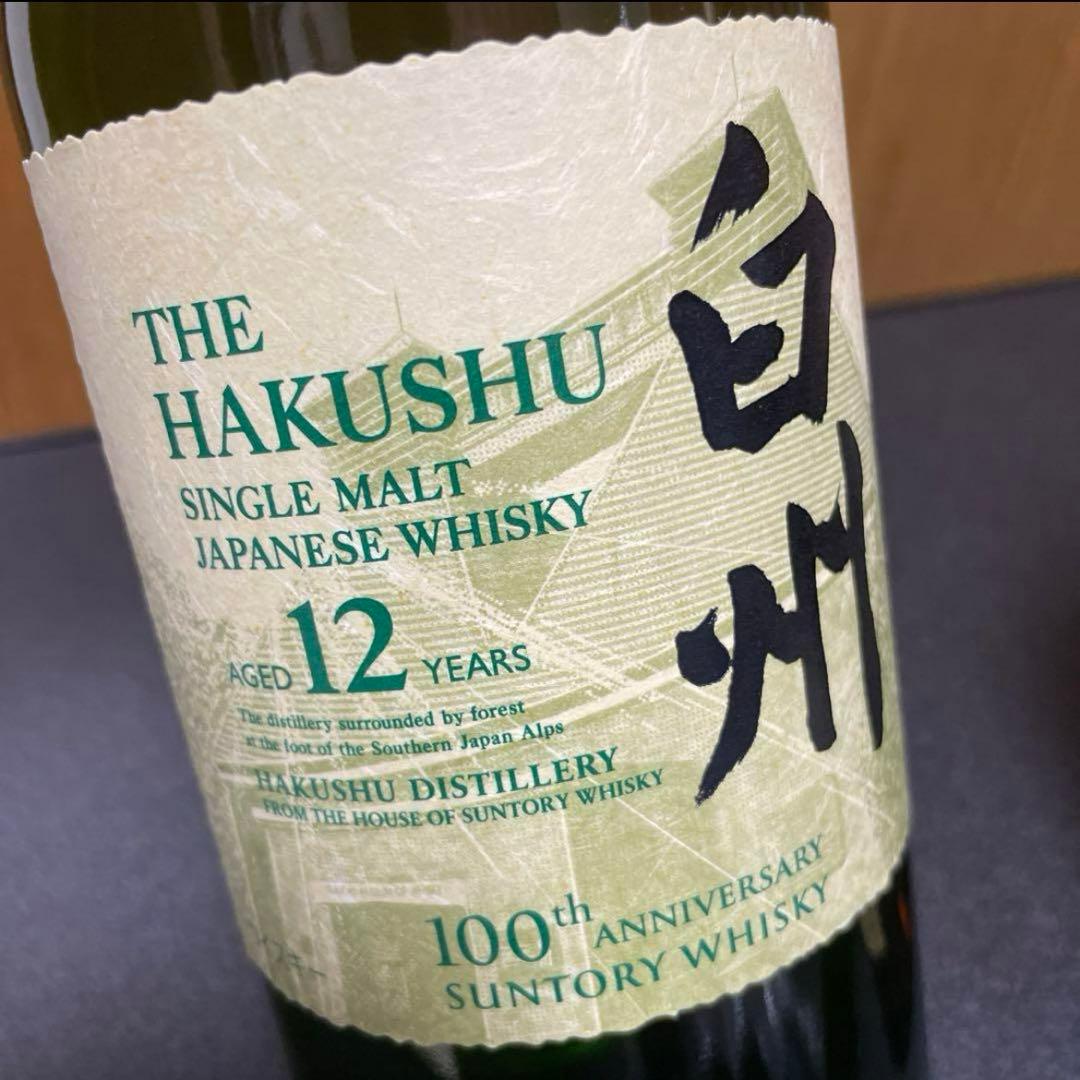 THE
HAKUSHU
SINGLE MALT
JAPANESE WHISKY
AGED 12 YEARS
The distillery surrounded by forest
at the foot of the Southern Japan Alps
HAKUSHU DISTILLERY
FROM THE HOUSE OF SUNTORY WHISKY
100th ANNIVERSARY
SUNTORY WHISKY
白州